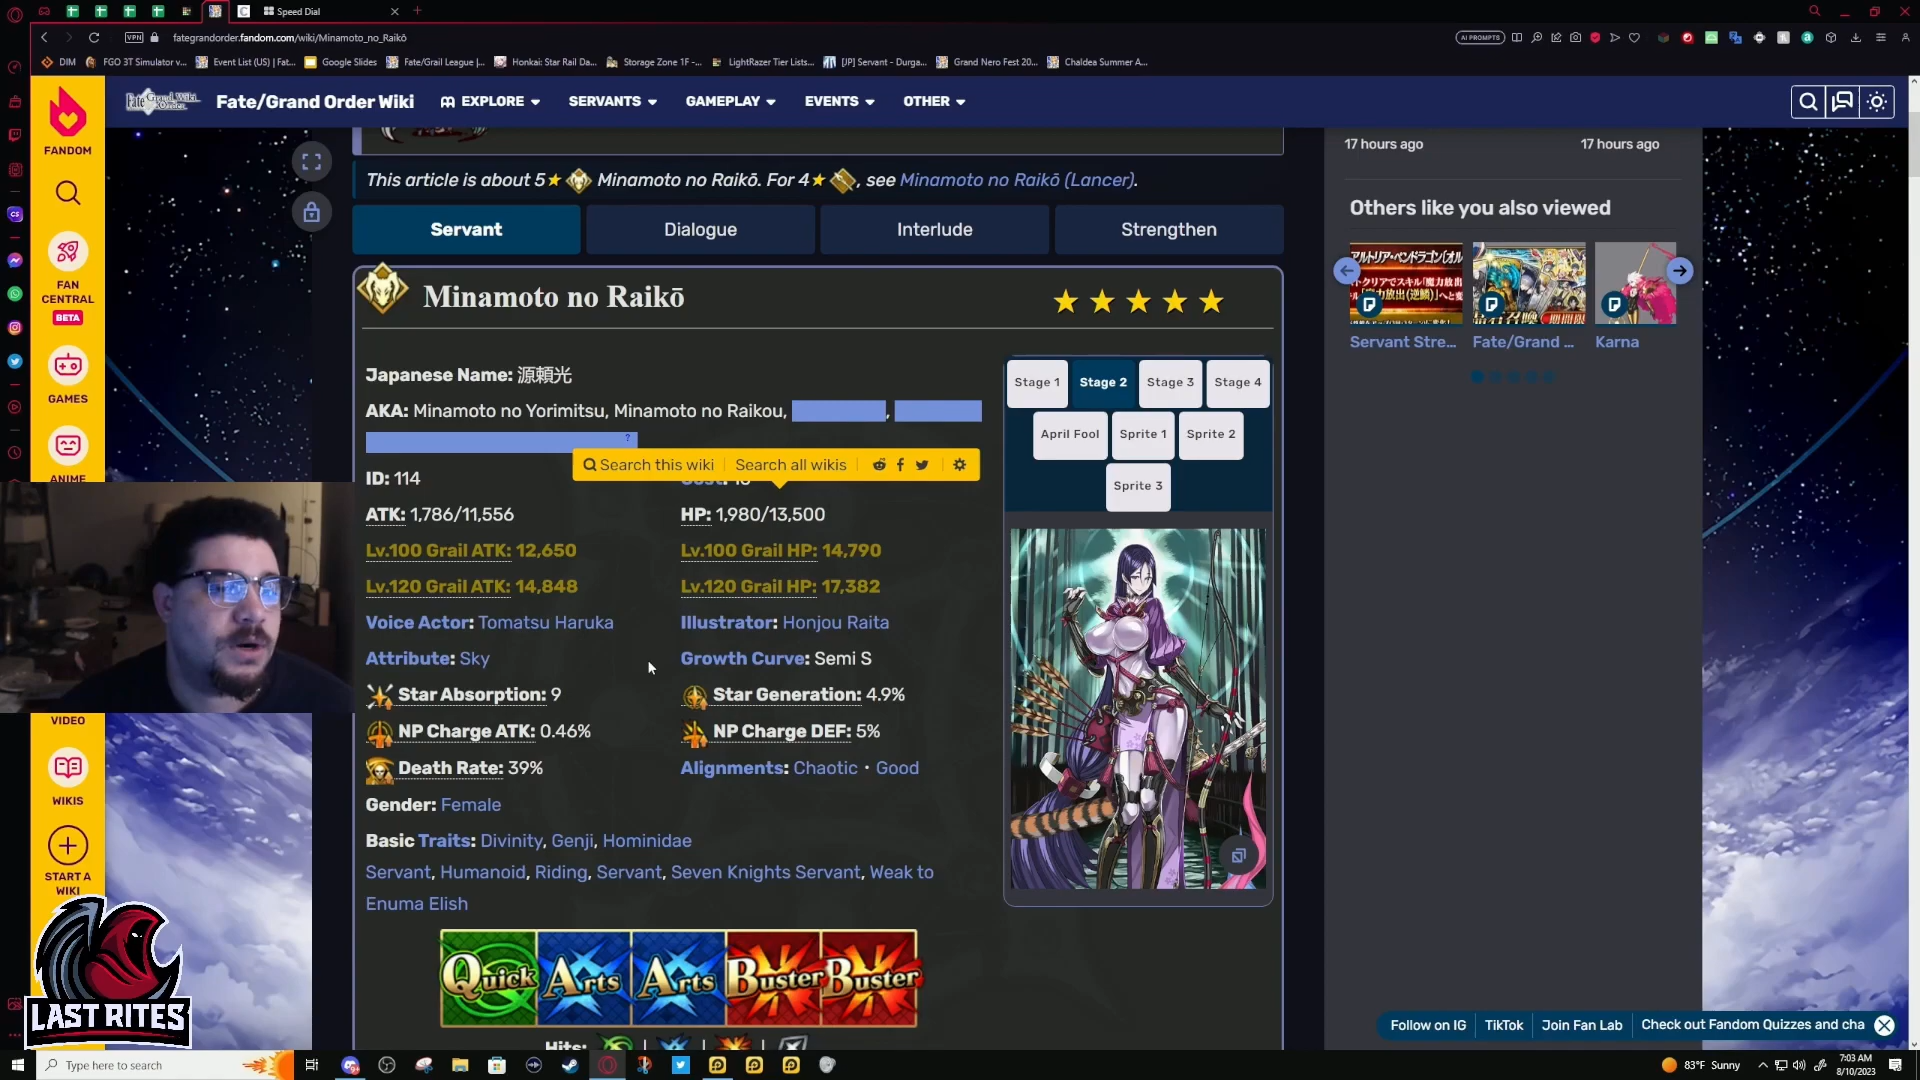 Speed Dial
VPN
fategrandorder.fandom.com/wiki/Minamoto_no_Raikō
AI PROMPTS
DIM
FGO 3T Simulator v...
Event List (US) | Fat...
Google Slides
Fate/Grail League |...
Honkai: Star Rail Da...
Storage Zone 1F -...
LightRazer Tier Lists...
[JP] Servant - Durga...
Grand Nero Fest 20...
Chaldea Summer A...
Fate/Grand Order Wiki
EXPLORE
SERVANTS
GAMEPLAY
EVENTS
OTHER
FANDOM
FAN CENTRAL
BETA
GAMES
ANIME
VIDEO
WIKIS
START A WIKI
This article is about 5★ Minamoto no Raikō. For 4★, see Minamoto no Raikō (Lancer).
Servant
Dialogue
Interlude
Strengthen
Minamoto no Raikō
Japanese Name: 源頼光
AKA: Minamoto no Yorimitsu, Minamoto no Raikou, ,
?
Search this wiki
Search all wikis
ID: 114
ATK: 1,786/11,556
HP: 1,980/13,500
Lv.100 Grail ATK: 12,650
Lv.100 Grail HP: 14,790
Lv.120 Grail ATK: 14,848
Lv.120 Grail HP: 17,382
Voice Actor: Tomatsu Haruka
Illustrator: Honjou Raita
Attribute: Sky
Growth Curve: Semi S
Star Absorption: 9
Star Generation: 4.9%
NP Charge ATK: 0.46%
NP Charge DEF: 5%
Death Rate: 39%
Alignments: Chaotic・Good
Gender: Female
Basic Traits: Divinity, Genji, Hominidae
Servant, Humanoid, Riding, Servant, Seven Knights Servant, Weak to
Enuma Elish
Quick
Arts
Arts
Buster
Buster
Hits:
Stage 1
Stage 2
Stage 3
Stage 4
April Fool
Sprite 1
Sprite 2
Sprite 3
17 hours ago
17 hours ago
Others like you also viewed
Servant Stre...
Fate/Grand ...
Karna
LAST RITES
Follow on IG
TikTok
Join Fan Lab
Check out Fandom Quizzes and cha
Type here to search
83°F Sunny
7:03 AM
8/10/2023